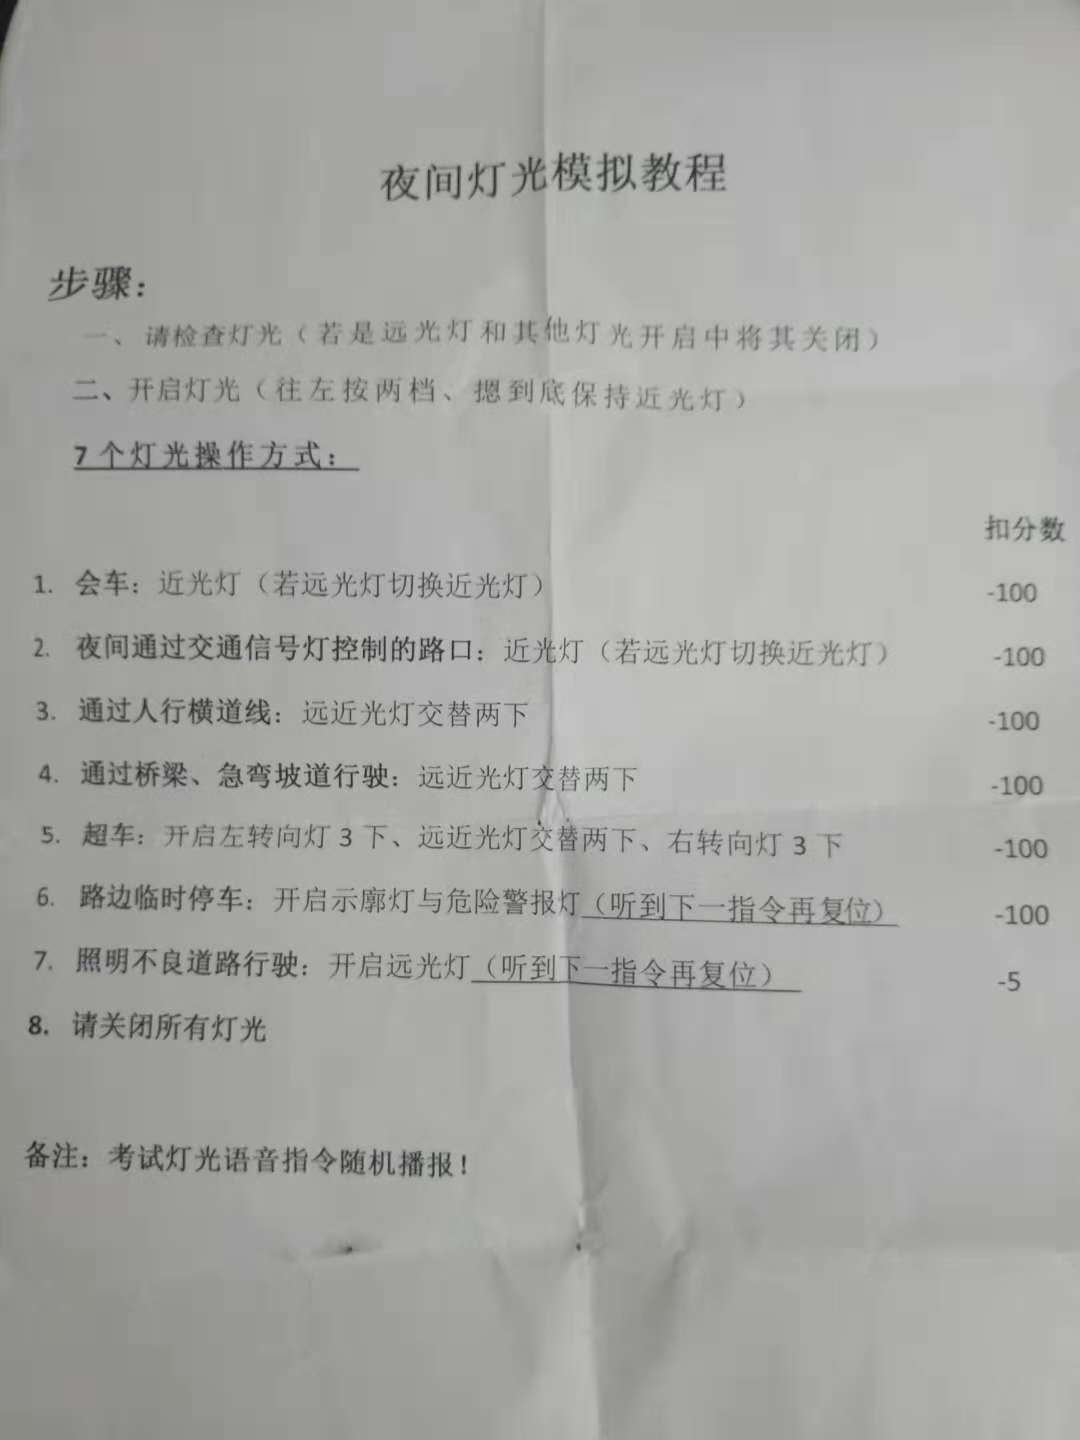 夜间灯光模拟教程
步骤：
一、请检查灯光（若是远光灯和其他灯光开启中将其关闭）
二、开启灯光（往左按两档、摁到底保持近光灯）
7个灯光操作方式：
扣分数
1. 会车：近光灯（若远光灯切换近光灯） -100
2. 夜间通过交通信号灯控制的路口：近光灯（若远光灯切换近光灯） -100
3. 通过人行横道线：远近光灯交替两下 -100
4. 通过桥梁、急弯坡道行驶：远近光灯交替两下 -100
5. 超车：开启左转向灯3下、远近光灯交替两下、右转向灯3下 -100
6. 路边临时停车：开启示廓灯与危险警报灯（听到下一指令再复位） -100
7. 照明不良道路行驶：开启远光灯（听到下一指令再复位） -5
8. 请关闭所有灯光
备注：考试灯光语音指令随机播报！